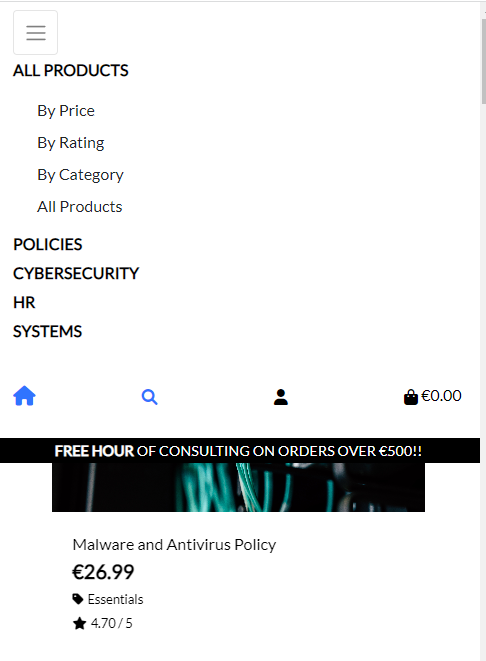 ALL PRODUCTS
By Price
By Rating
By Category
All Products
POLICIES
CYBERSECURITY
HR
SYSTEMS
€0.00
FREE HOUR OF CONSULTING ON ORDERS OVER €500!!
Malware and Antivirus Policy
€26.99
Essentials
4.70 / 5